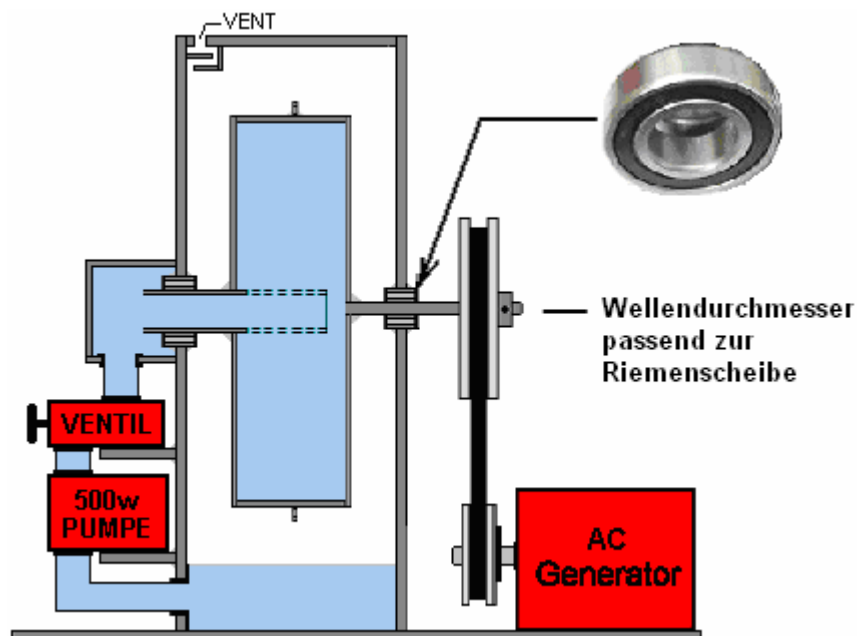 VENT
Wellendurchmesser
passend zur
Riemenscheibe
VENTIL
500w
PUMPE
AC
Generator